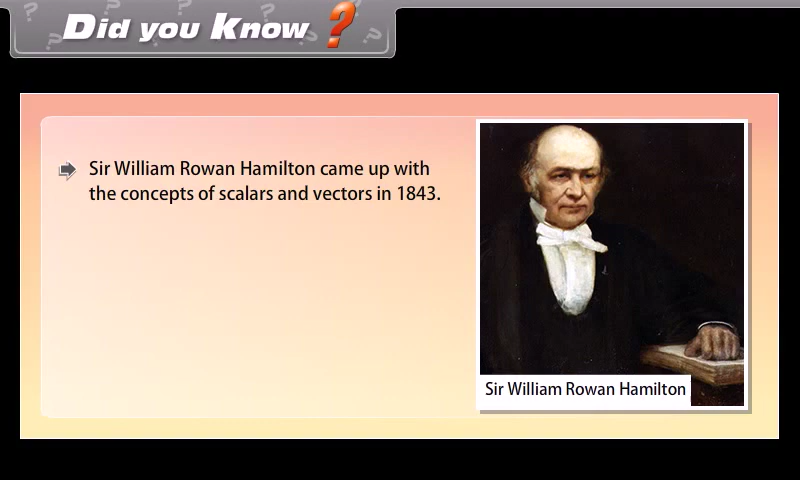 Did you Know ?
Sir William Rowan Hamilton came up with
the concepts of scalars and vectors in 1843.
Sir William Rowan Hamilton